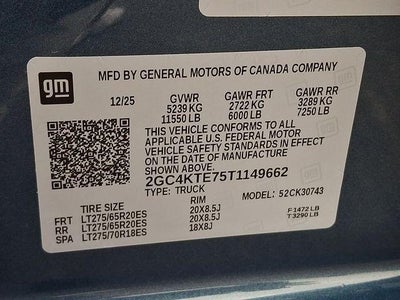 gm
MFD BY GENERAL MOTORS OF CANADA COMPANY
12/25 GVWR GAWR FRT GAWR RR
5239 KG 2722 KG 3289 KG
11550 LB 6000 LB 7250 LB
THIS VEHICLE CONFORMS TO ALL
APPLICABLE U.S. FEDERAL MOTOR
VEHICLE SAFETY STANDARDS IN EFFECT
ON THE DATE OF MANUFACTURE SHOWN ABOVE.
2GC4KTE75T1149662
TYPE: TRUCK MODEL: 52CK30743
TIRE SIZE RIM
FRT LT275/65R20ES 20X8.5J F 1472 LB
RR LT275/65R20ES 20X8.5J T 3290 LB
SPA LT275/70R18ES 18X8J